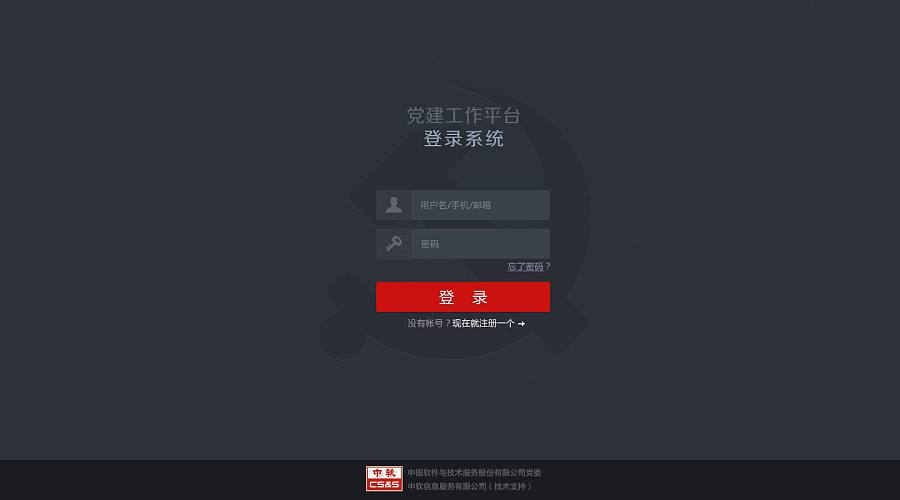 党建工作平台
登录系统
用户名/手机/邮箱
密码
忘了密码？
登 录
没有帐号？现在就注册一个 →
中软
CS&S
中国软件与技术服务股份有限公司党委
中软信息服务有限公司（技术支持）